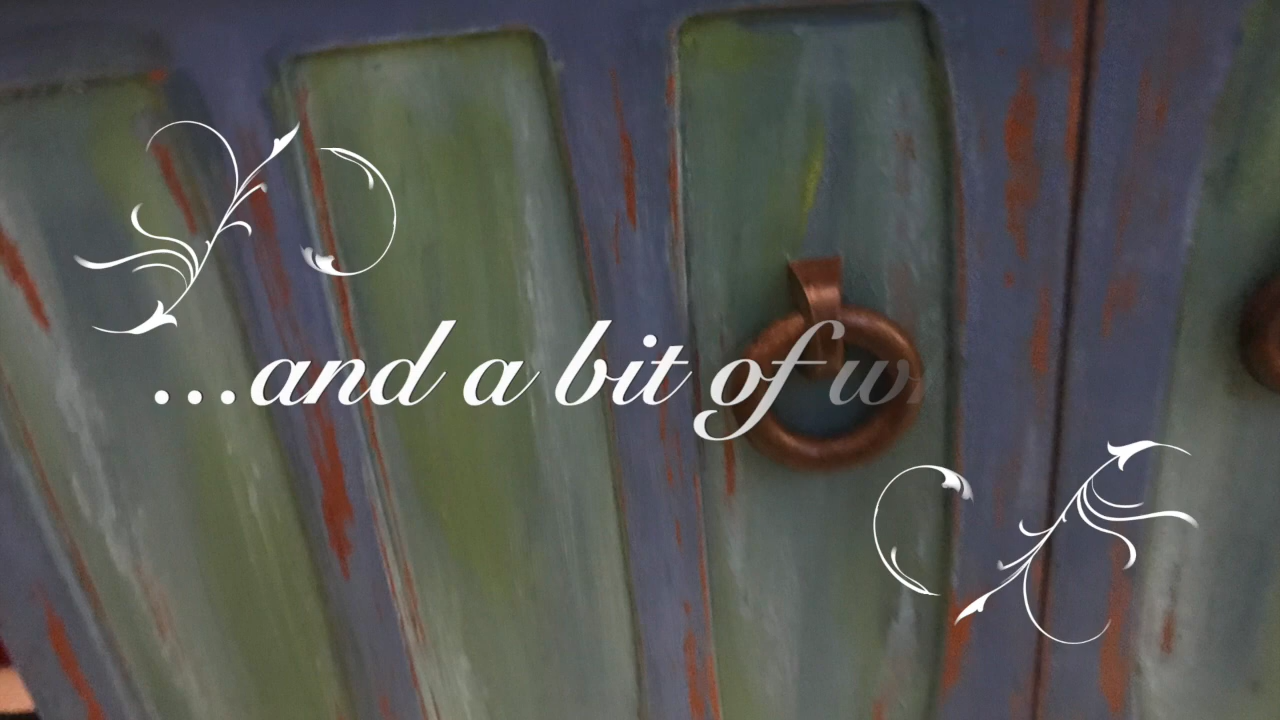 ...and a bit of